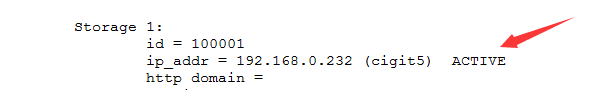 Storage 1:
id = 100001
ip_addr = 192.168.0.232 (cigit5) ACTIVE
http domain =